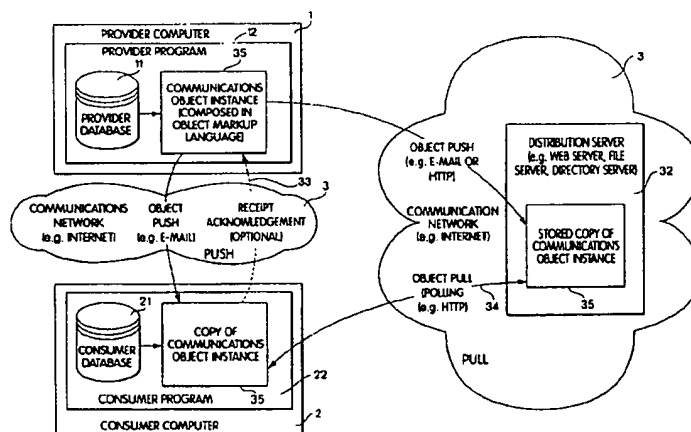 1
PROVIDER COMPUTER
12
PROVIDER PROGRAM
35
11
PROVIDER
DATABASE
COMMUNICATIONS
OBJECT INSTANCE
(COMPOSED IN
OBJECT MARKUP
LANGUAGE)
33
3
COMMUNICATIONS
NETWORK
(e.g. INTERNET)
OBJECT
PUSH
(e.g. E-MAIL)
RECEIPT
ACKNOWLEDGEMENT
(OPTIONAL)
PUSH
21
CONSUMER
DATABASE
COPY OF
COMMUNICATIONS
OBJECT INSTANCE
35
22
CONSUMER PROGRAM
CONSUMER COMPUTER
2
3
OBJECT PUSH
(e.g. E-MAIL OR
HTTP)
COMMUNICATION
NETWORK
(e.g. INTERNET)
OBJECT PULL
(POLLING
(e.g. HTTP)
34
PULL
DISTRIBUTION SERVER
(e.g. WEB SERVER, FILE
SERVER, DIRECTORY SERVER)
32
STORED COPY OF
COMMUNICATIONS
OBJECT INSTANCE
35